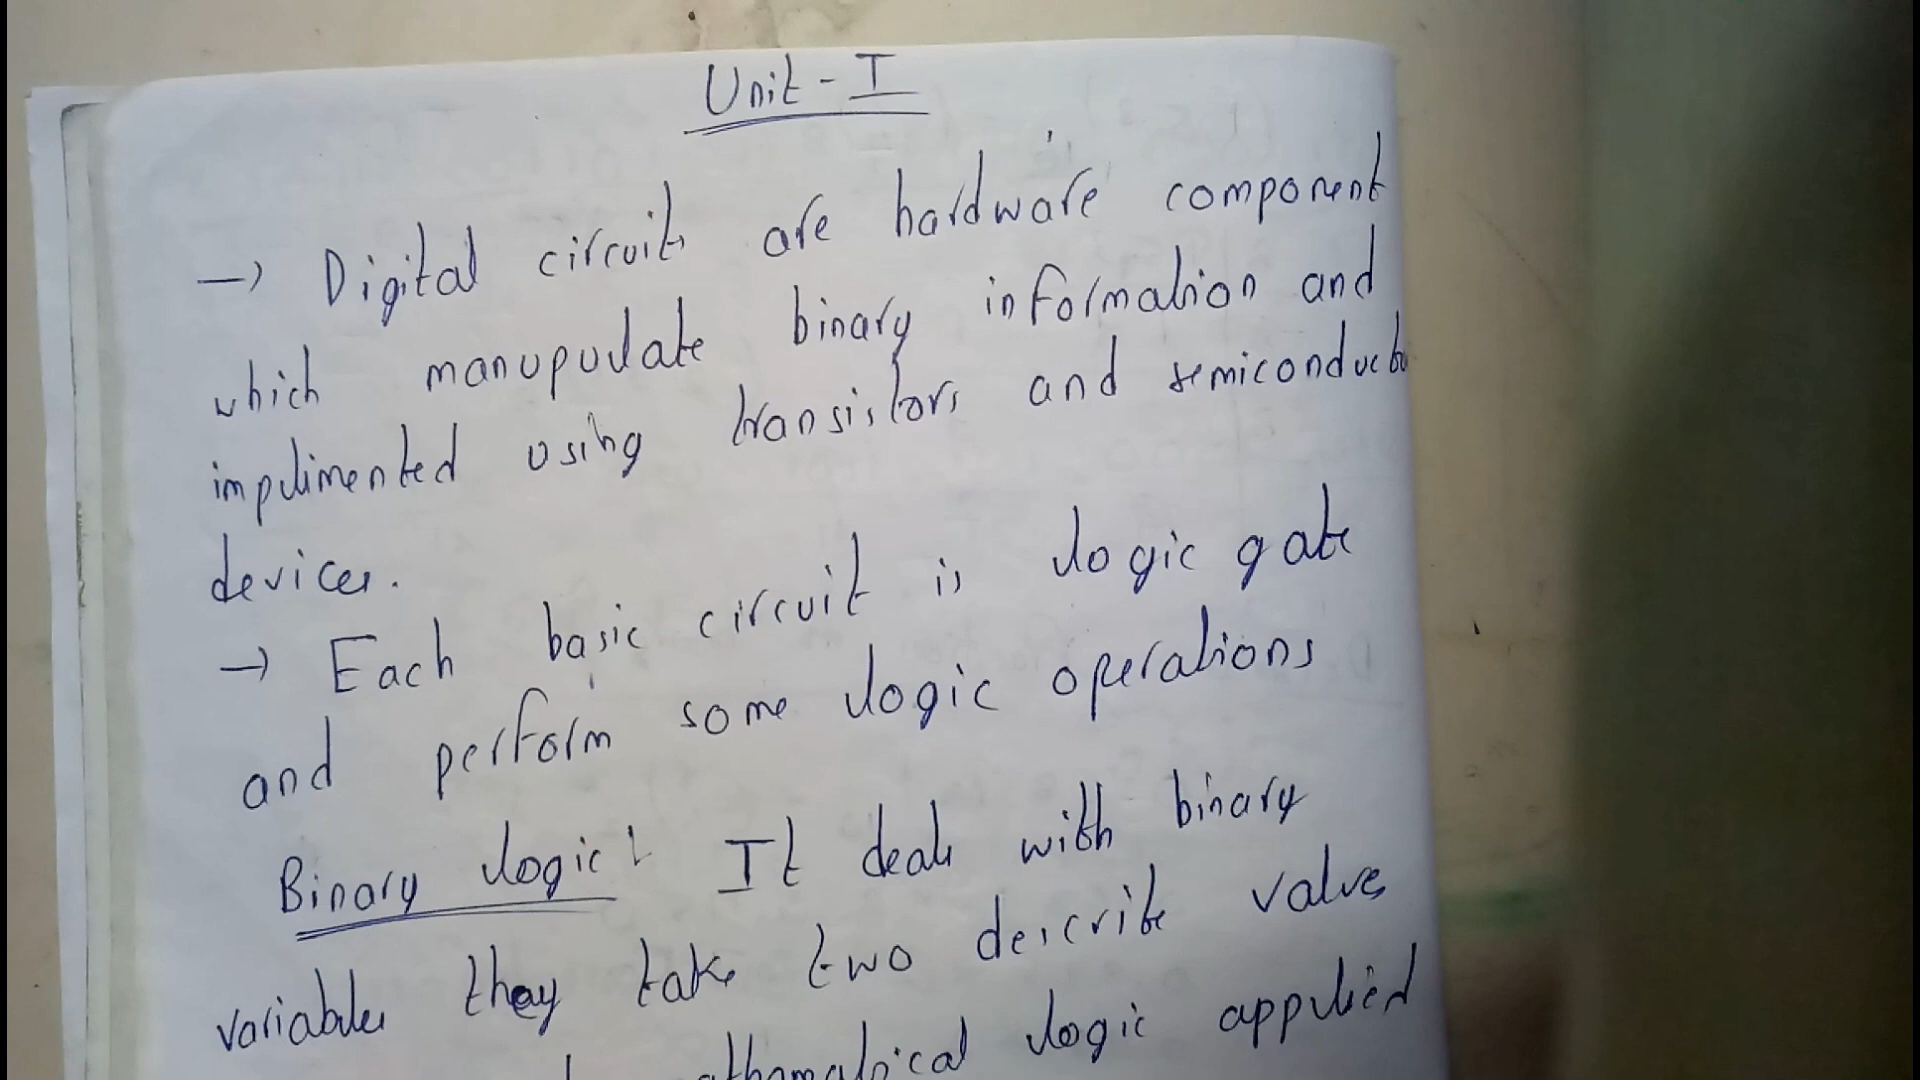 Unit - I
→ Digital circuits are hardware component
which manupulate binary information and
implimented using transistors and semiconductor
devices.
→ Each basic circuit is logic gate
and perform some logic operations
Binary logic: It deals with binary
variables they take two descrite values
logic applied